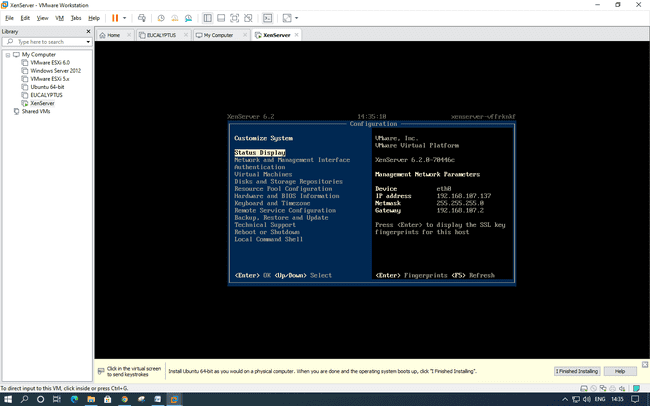 XenServer - VMware Workstation
File Edit View VM Tabs Help
Library
Type here to search
My Computer
VMware ESXi 6.0
Windows Server 2012
VMware ESXi 5.x
Ubuntu 64-bit
EUCALYPTUS
XenServer
Shared VMs
Home EUCALYPTUS My Computer XenServer
XenServer 6.2 14:35:10
Configuration
Customize System
Status Display
Network and Management Interface
Authentication
Virtual Machines
Disks and Storage Repositories
Resource Pool Configuration
Hardware and BIOS Information
Keyboard and Timezone
Remote Service Configuration
Backup, Restore and Update
Technical Support
Reboot or Shutdown
Local Command Shell
<Enter> OK <Up/Down> Select
VMware, Inc.
VMware Virtual Platform
XenServer 6.2.0-70446c
Management Network Parameters
Device eth0
IP address 192.168.107.137
Netmask 255.255.255.0
Gateway 192.168.107.2
Press <Enter> to display the SSL key
fingerprints for this host
<Enter> Fingerprints <F5> Refresh
Click in the virtual screen
to send keystrokes
Install Ubuntu 64-bit as you would on a physical computer. When you are done and the operating system boots up, click "I Finished Installing".
I Finished Installing
Help
To direct input to this VM, click inside or press Ctrl+G.
14:35